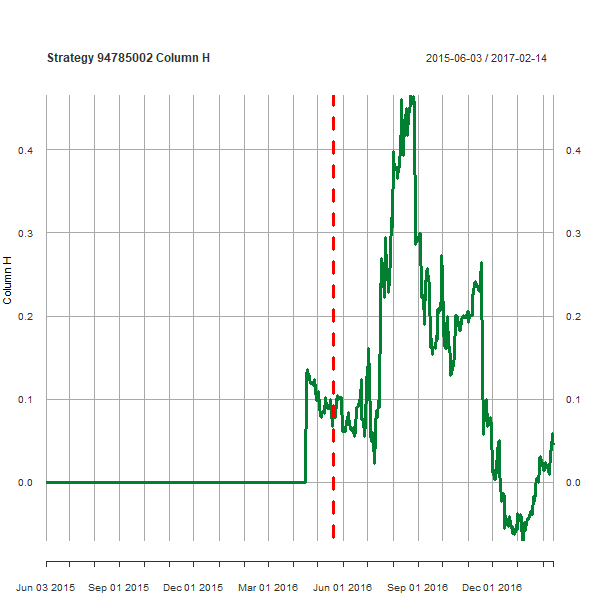 Strategy 94785002 Column H
2015-06-03 / 2017-02-14
0.4
0.4
0.3
0.3
Column H
0.2
0.2
0.1
0.1
0.0
0.0
Jun 03 2015
Sep 01 2015
Dec 01 2015
Mar 01 2016
Jun 01 2016
Sep 01 2016
Dec 01 2016